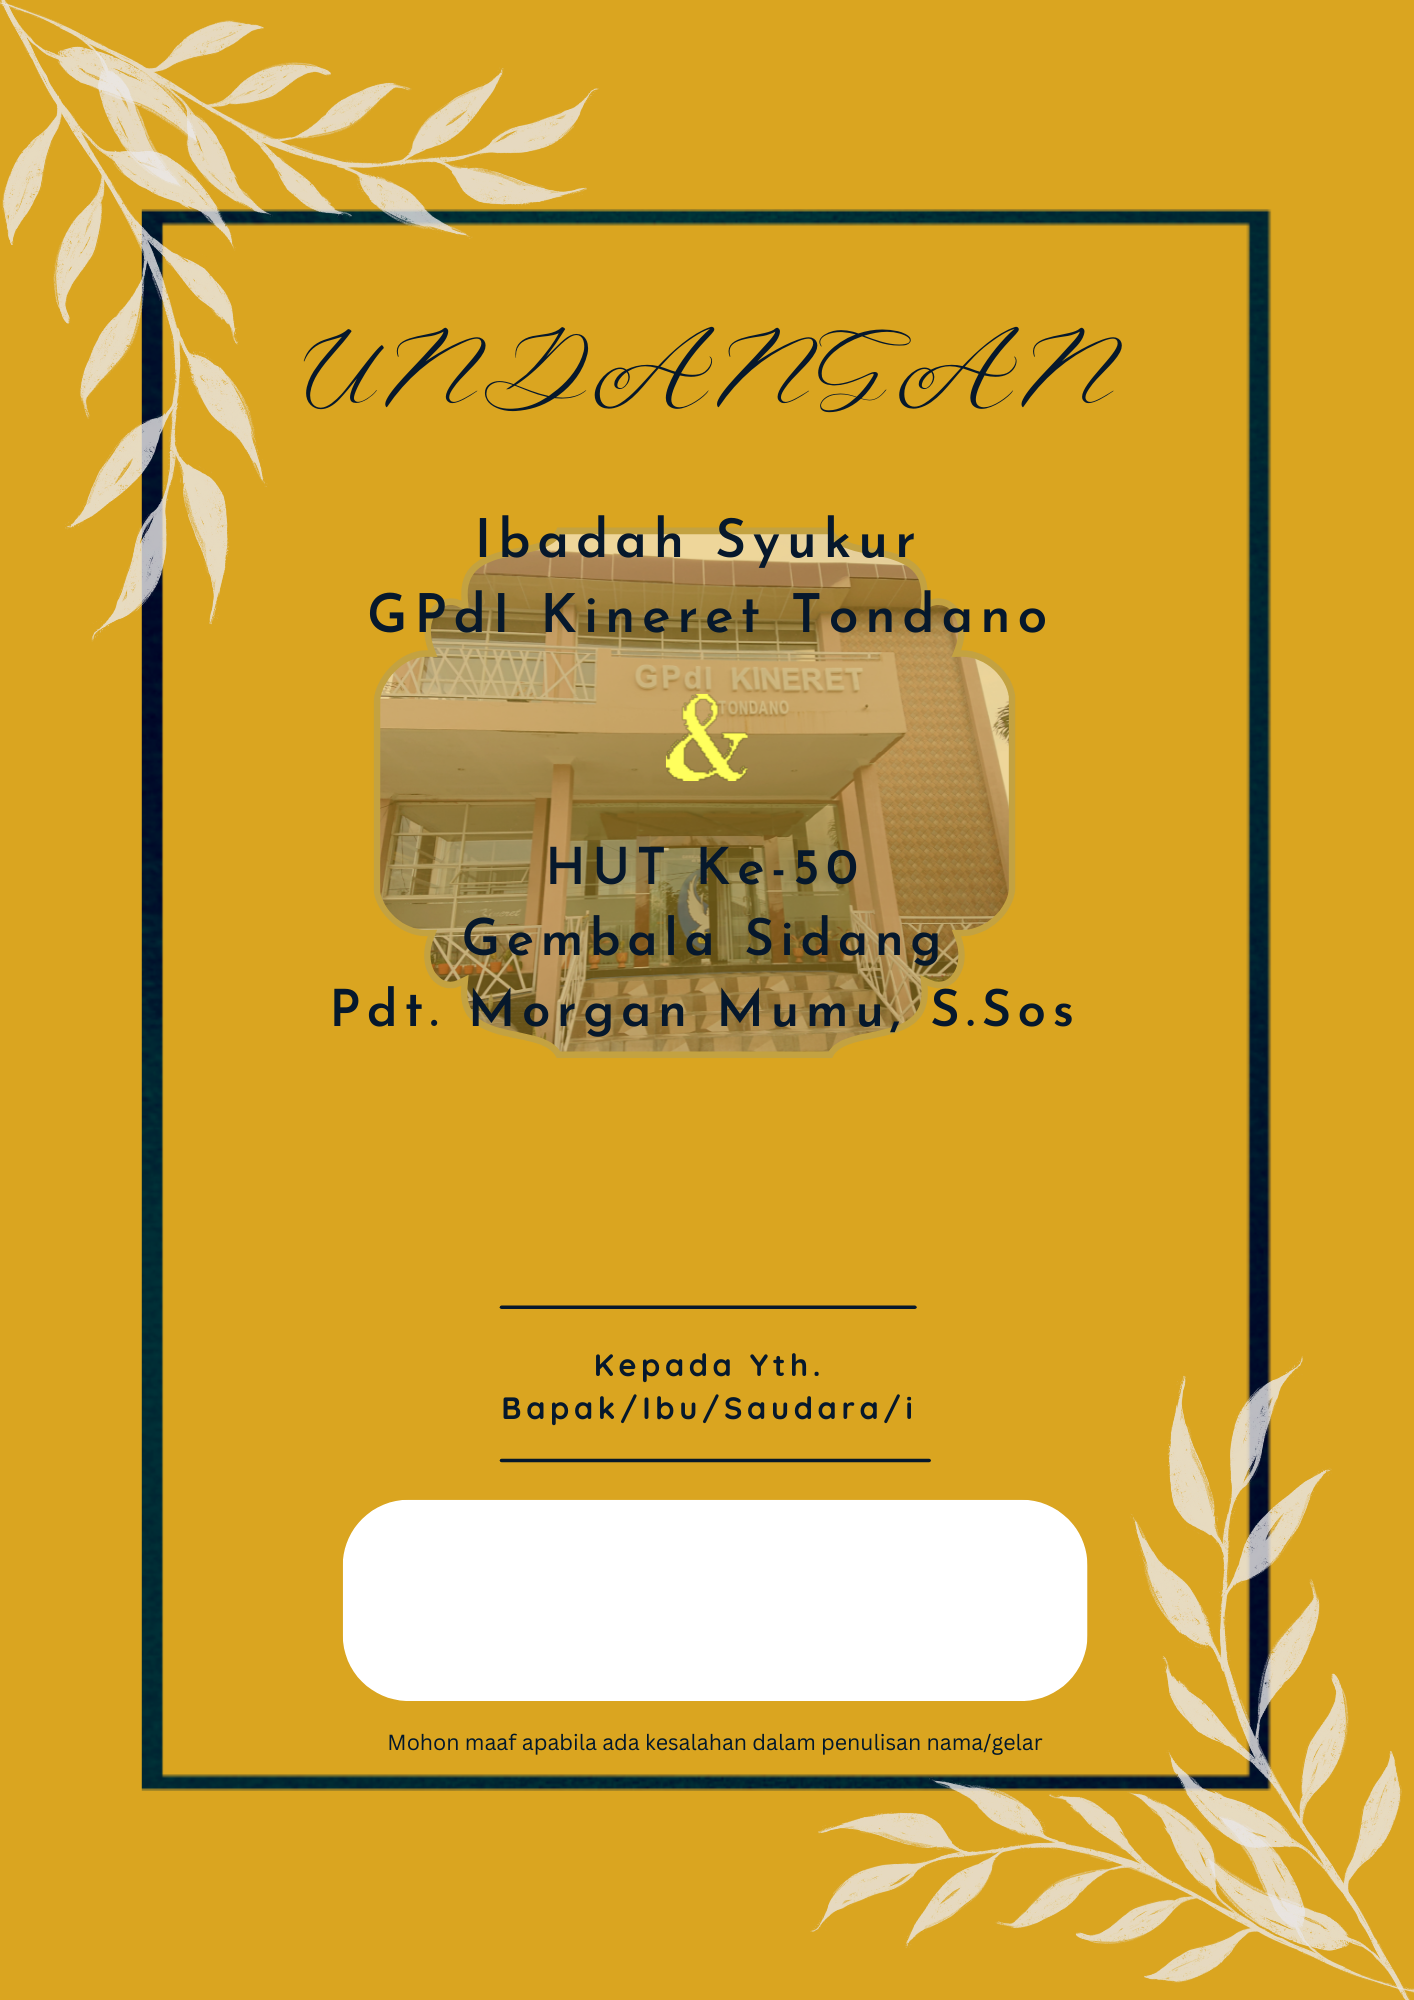 UNDANGAN
Ibadah Syukur
GPdI Kineret Tondano
GPdI KINERET
TONDANO
&
HUT Ke-50
Gembala Sidang
Pdt. Morgan Mumu, S.Sos
Kepada Yth.
Bapak/Ibu/Saudara/i
Mohon maaf apabila ada kesalahan dalam penulisan nama/gelar